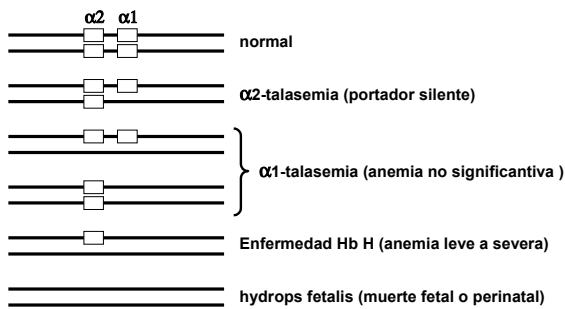 α2 α1
normal
α2-talasemia (portador silente)
α1-talasemia (anemia no significantiva )
Enfermedad Hb H (anemia leve a severa)
hydrops fetalis (muerte fetal o perinatal)